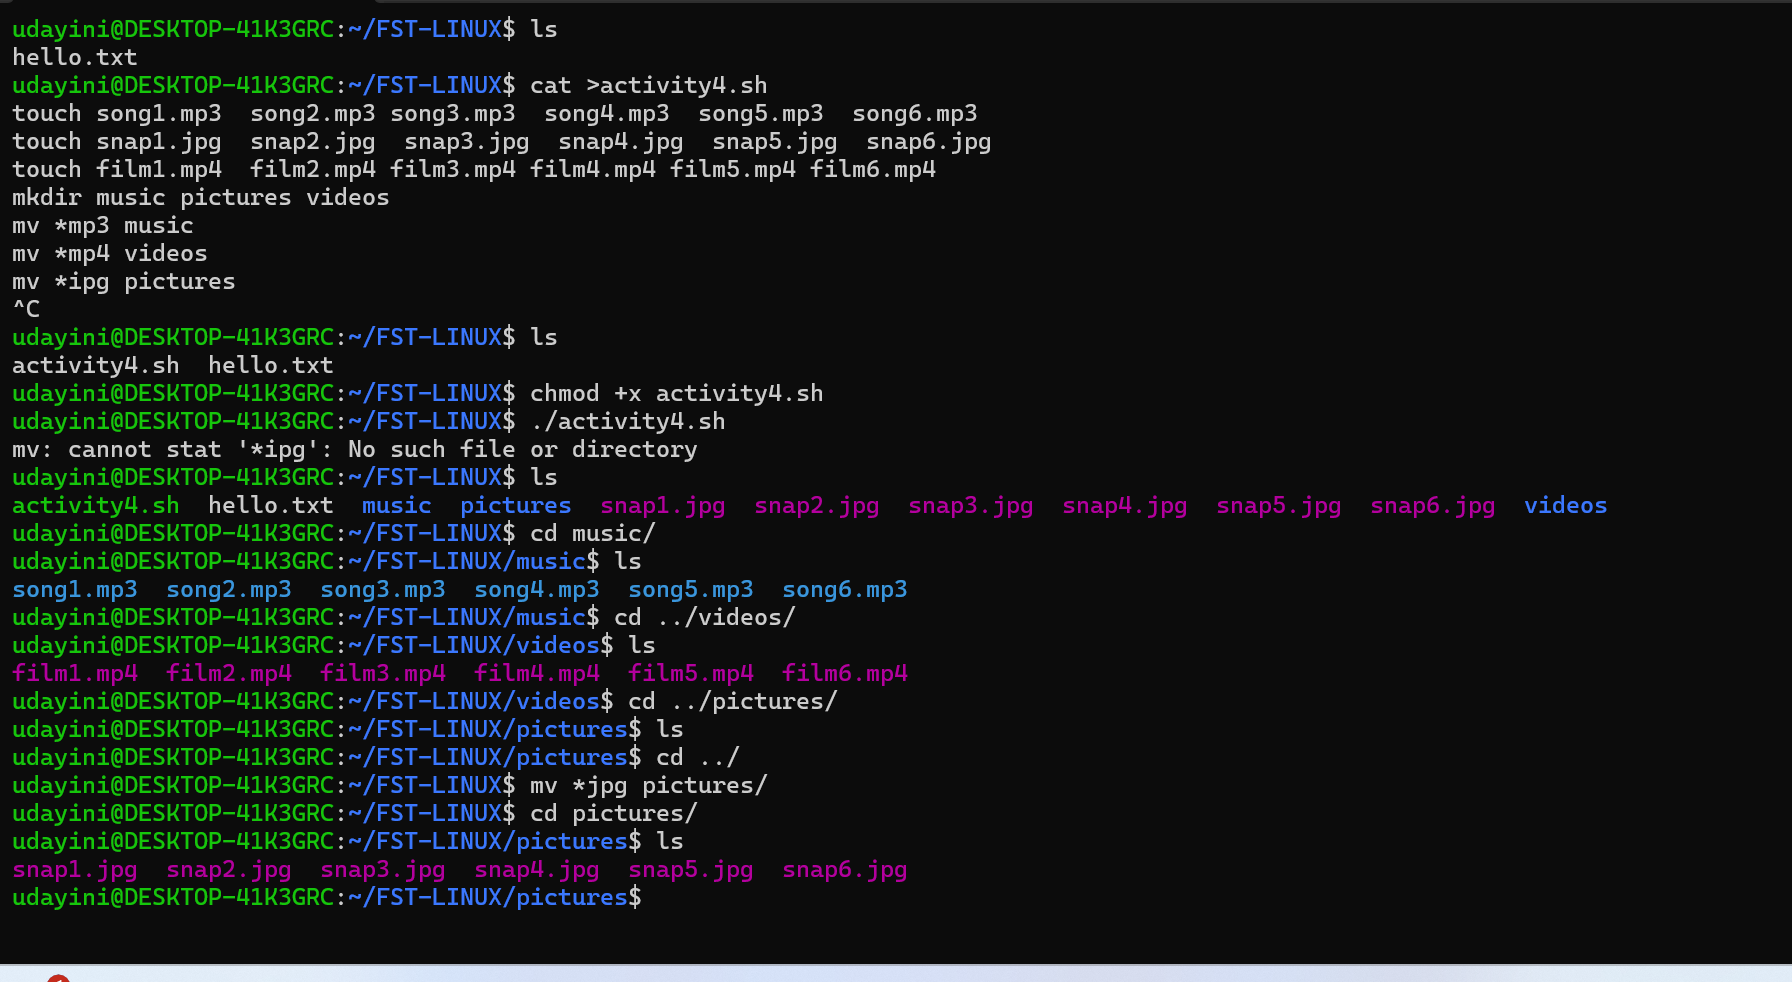 udayini@DESKTOP-41K3GRC:~/FST-LINUX$ ls
hello.txt
udayini@DESKTOP-41K3GRC:~/FST-LINUX$ cat >activity4.sh
touch song1.mp3  song2.mp3 song3.mp3  song4.mp3  song5.mp3  song6.mp3
touch snap1.jpg  snap2.jpg  snap3.jpg  snap4.jpg  snap5.jpg  snap6.jpg
touch film1.mp4  film2.mp4 film3.mp4 film4.mp4 film5.mp4 film6.mp4
mkdir music pictures videos
mv *mp3 music
mv *mp4 videos
mv *ipg pictures
^C
udayini@DESKTOP-41K3GRC:~/FST-LINUX$ ls
activity4.sh  hello.txt
udayini@DESKTOP-41K3GRC:~/FST-LINUX$ chmod +x activity4.sh
udayini@DESKTOP-41K3GRC:~/FST-LINUX$ ./activity4.sh
mv: cannot stat '*ipg': No such file or directory
udayini@DESKTOP-41K3GRC:~/FST-LINUX$ ls
activity4.sh  hello.txt  music  pictures  snap1.jpg  snap2.jpg  snap3.jpg  snap4.jpg  snap5.jpg  snap6.jpg  videos
udayini@DESKTOP-41K3GRC:~/FST-LINUX$ cd music/
udayini@DESKTOP-41K3GRC:~/FST-LINUX/music$ ls
song1.mp3  song2.mp3  song3.mp3  song4.mp3  song5.mp3  song6.mp3
udayini@DESKTOP-41K3GRC:~/FST-LINUX/music$ cd ../videos/
udayini@DESKTOP-41K3GRC:~/FST-LINUX/videos$ ls
film1.mp4  film2.mp4  film3.mp4  film4.mp4  film5.mp4  film6.mp4
udayini@DESKTOP-41K3GRC:~/FST-LINUX/videos$ cd ../pictures/
udayini@DESKTOP-41K3GRC:~/FST-LINUX/pictures$ ls
udayini@DESKTOP-41K3GRC:~/FST-LINUX/pictures$ cd ../
udayini@DESKTOP-41K3GRC:~/FST-LINUX$ mv *jpg pictures/
udayini@DESKTOP-41K3GRC:~/FST-LINUX$ cd pictures/
udayini@DESKTOP-41K3GRC:~/FST-LINUX/pictures$ ls
snap1.jpg  snap2.jpg  snap3.jpg  snap4.jpg  snap5.jpg  snap6.jpg
udayini@DESKTOP-41K3GRC:~/FST-LINUX/pictures$